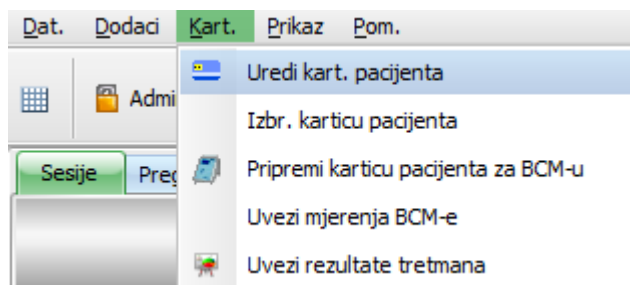 Dat. Dodaci Kart. Prikaz Pom.
Uredi kart. pacijenta
Admi
Izbr. karticu pacijenta
Sesije Preg
Pripremi karticu pacijenta za BCM-u
Uvezi mjerenja BCM-e
Uvezi rezultate tretmana